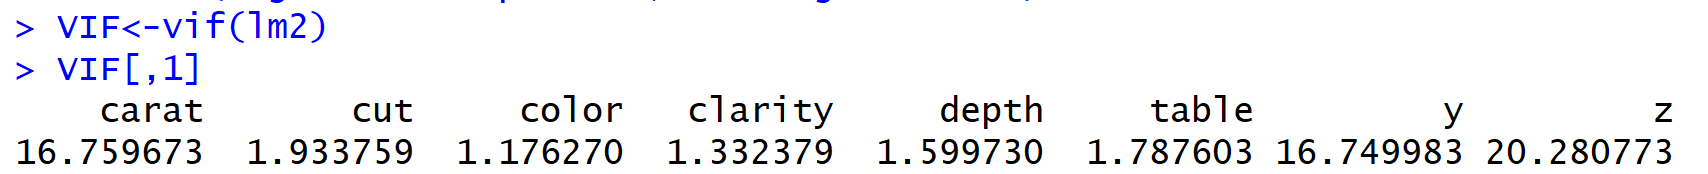 > VIF<-vif(lm2)
> VIF[,1]
carat cut color clarity depth table y z
16.759673 1.933759 1.176270 1.332379 1.599730 1.787603 16.749983 20.280773